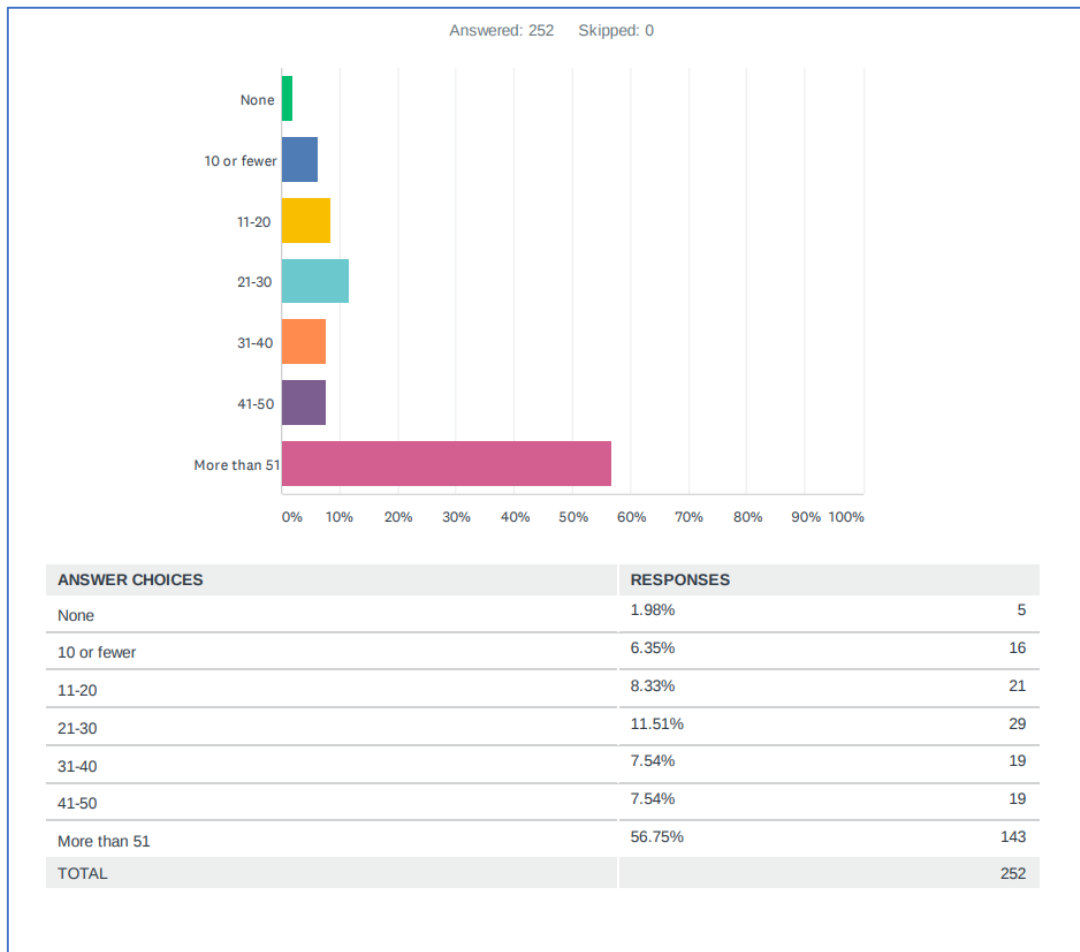 Answered: 252 Skipped: 0
None
10 or fewer
11-20
21-30
31-40
41-50
More than 51
0% 10% 20% 30% 40% 50% 60% 70% 80% 90% 100%
ANSWER CHOICES RESPONSES
None 1.98% 5
10 or fewer 6.35% 16
11-20 8.33% 21
21-30 11.51% 29
31-40 7.54% 19
41-50 7.54% 19
More than 51 56.75% 143
TOTAL 252